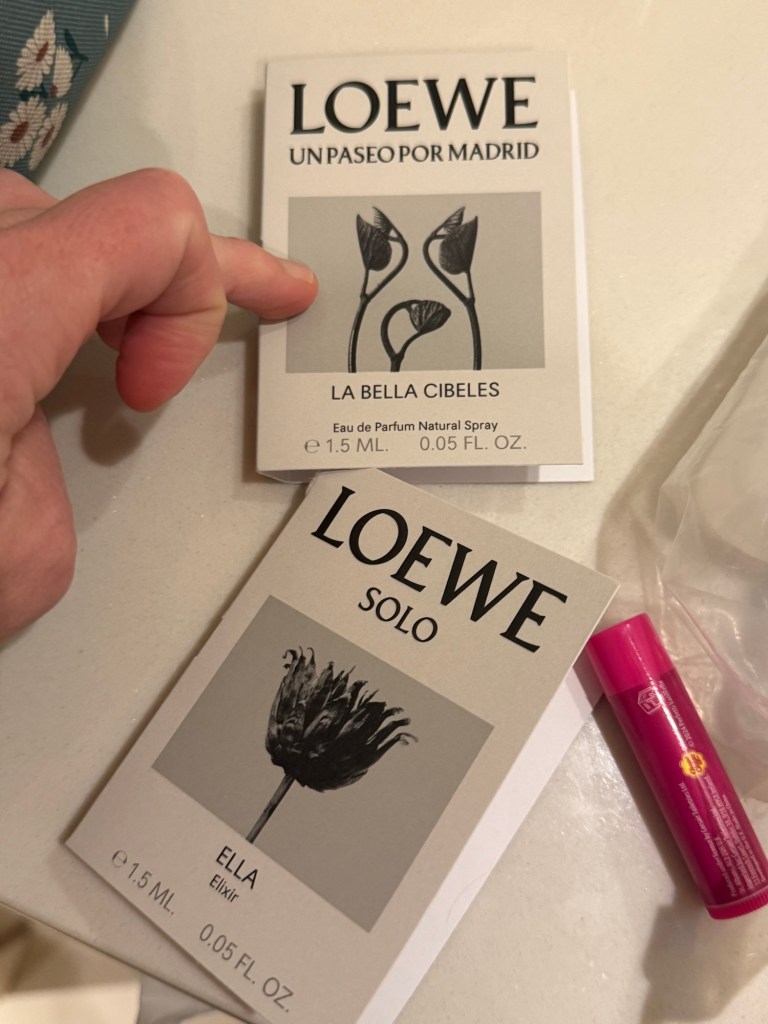 LOEWE
UN PASEO POR MADRID
LA BELLA CIBELES
Eau de Parfum Natural Spray
℮ 1.5 ML. 0.05 FL. OZ.
LOEWE
SOLO
ELLA
Elixir
℮ 1.5 ML. 0.05 FL. OZ.